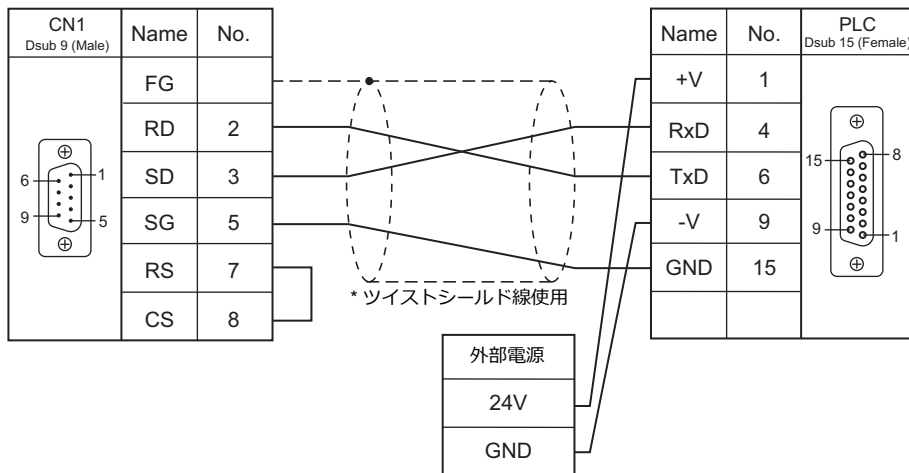 CN1
Dsub 9 (Male)
Name No.
FG
RD 2
SD 3
SG 5
RS 7
CS 8
6
1
9
5
* ツイストシールド線使用
外部電源
24V
GND
Name No.
PLC
Dsub 15 (Female)
+V 1
RxD 4
TxD 6
-V 9
GND 15
15
8
9
1